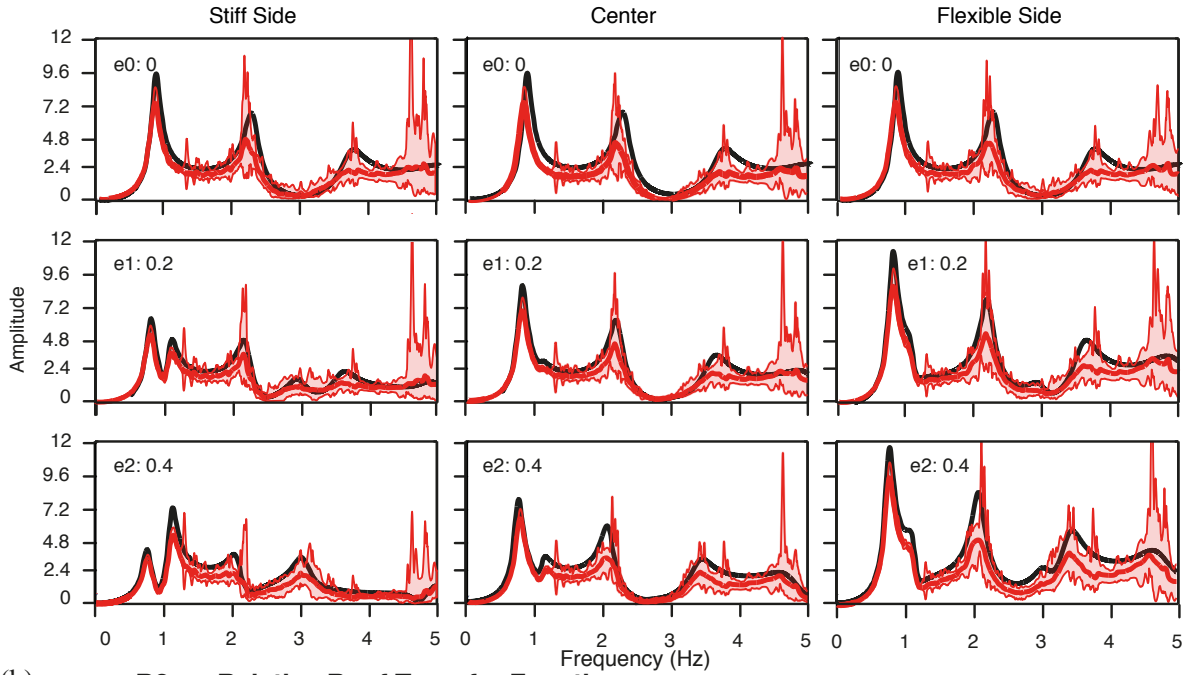 Stiff Side Center Flexible Side
12 9.6 7.2 4.8 2.4 0
e0: 0 e0: 0 e0: 0
Amplitude
12 9.6 7.2 4.8 2.4 0
e1: 0.2 e1: 0.2 e1: 0.2
12 9.6 7.2 4.8 2.4 0
e2: 0.4 e2: 0.4 e2: 0.4
0 1 2 3 4 5 0 1 2 3 4 5 0 1 2 3 4 5
Frequency (Hz)